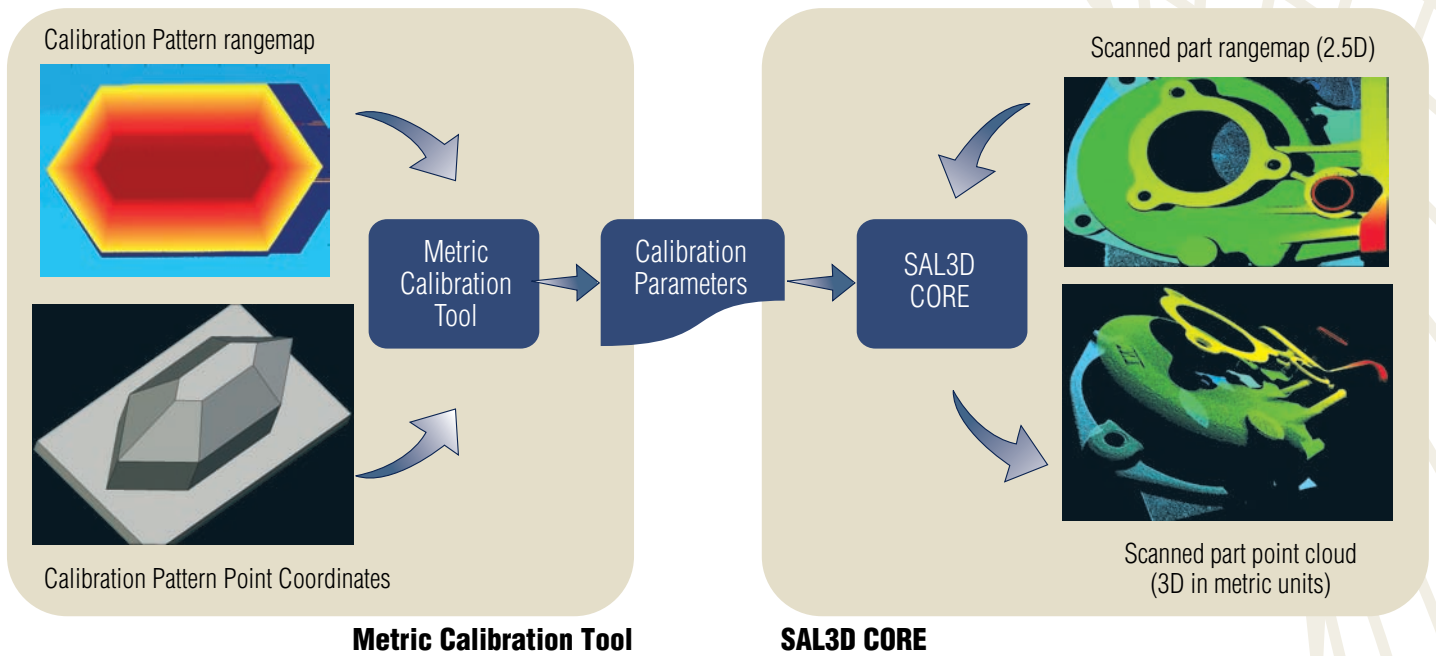 Calibration Pattern rangemap
Scanned part rangemap (2.5D)
Metric
Calibration
Tool
Calibration
Parameters
SAL3D
CORE
Calibration Pattern Point Coordinates
Scanned part point cloud
(3D in metric units)
Metric Calibration Tool
SAL3D CORE